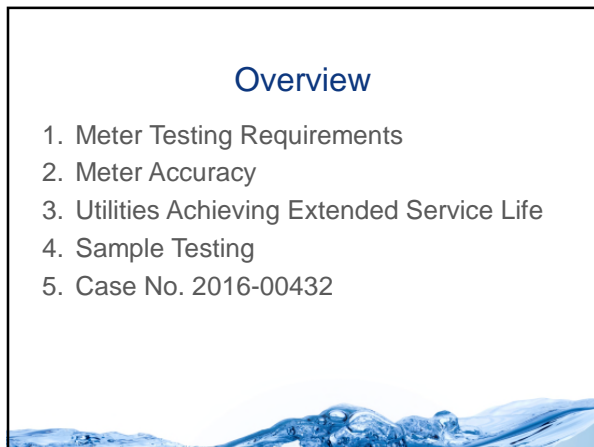 Overview
1. Meter Testing Requirements
2. Meter Accuracy
3. Utilities Achieving Extended Service Life
4. Sample Testing
5. Case No. 2016-00432